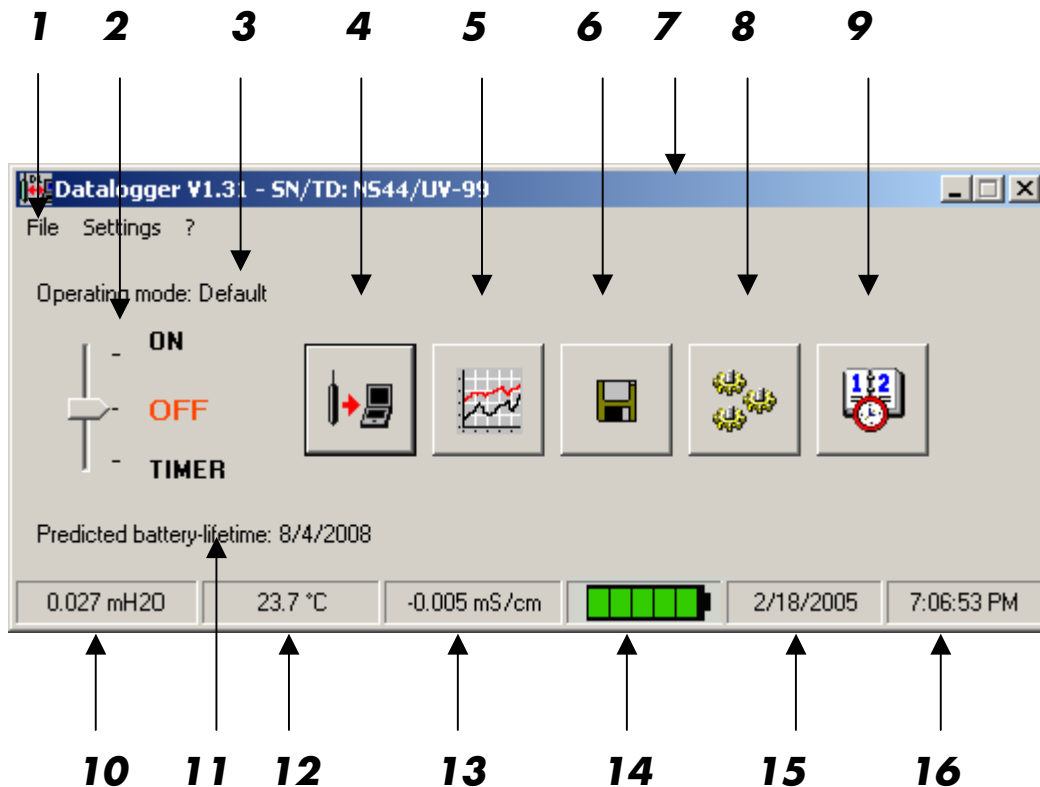 1 2 3 4 5 6 7 8 9
Datalogger V1.31 - SN/TD: NS44/UV-99
File Settings ?
Operating mode: Default
ON
OFF
TIMER
1 2
Predicted battery-lifetime: 8/4/2008
0.027 mH2O 23.7 °C -0.005 mS/cm 2/18/2005 7:06:53 PM
10 11 12 13 14 15 16